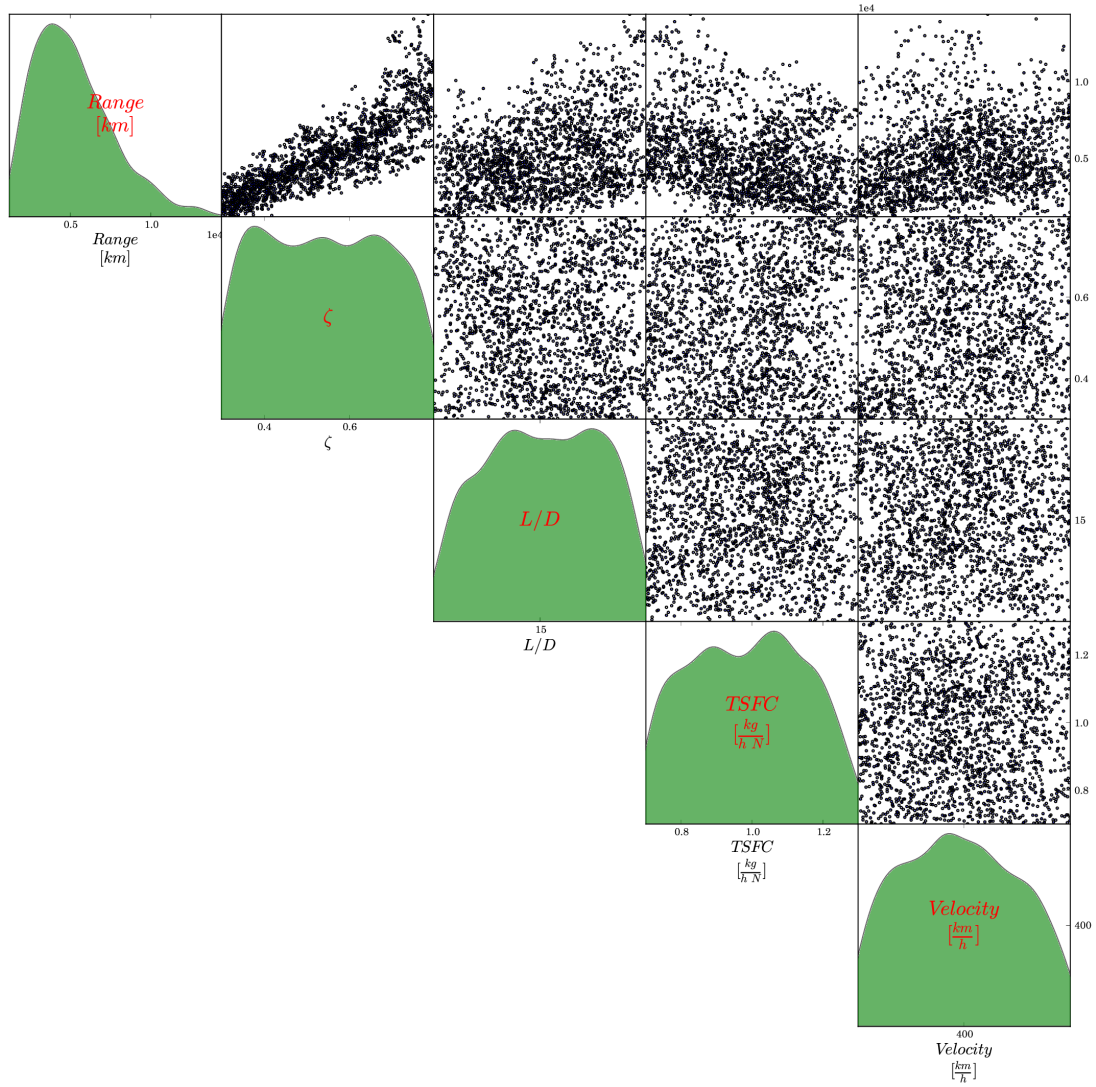 1e4
Range
[km]
1.0
0.5
0.5 1.0
1e4
Range
[km]
ζ
0.6
0.4
0.4 0.6
ζ
L/D
15
15
L/D
TSFC
[kg/h N]
1.2
1.0
0.8
0.8 1.0 1.2
TSFC
[kg/h N]
Velocity
[km/h]
400
400
Velocity
[km/h]